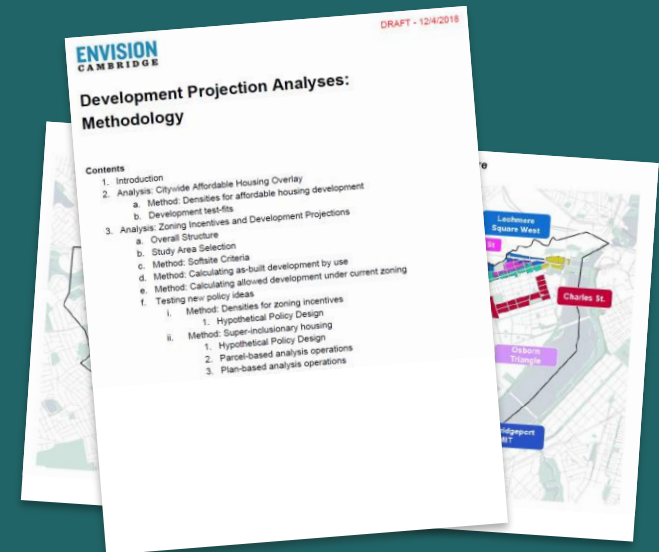 DRAFT - 12/4/2018
ENVISION
CAMBRIDGE
Development Projection Analyses:
Methodology
Contents
1. Introduction
2. Analysis: Citywide Affordable Housing Overlay
a. Method: Densities for affordable housing development
b. Development test-fits
3. Analysis: Zoning Incentives and Development Projections
a. Overall Structure
b. Study Area Selection
c. Method: Softsite Criteria
d. Method: Calculating as-built development by use
e. Method: Calculating allowed development under current zoning
f. Testing new policy ideas
i. Method: Densities for zoning incentives
1. Hypothetical Policy Design
ii. Method: Super-inclusionary housing
1. Hypothetical Policy Design
2. Parcel-based analysis operations
3. Plan-based analysis operations
Lechmere
Square West
St
Charles St.
Osborn
Triangle